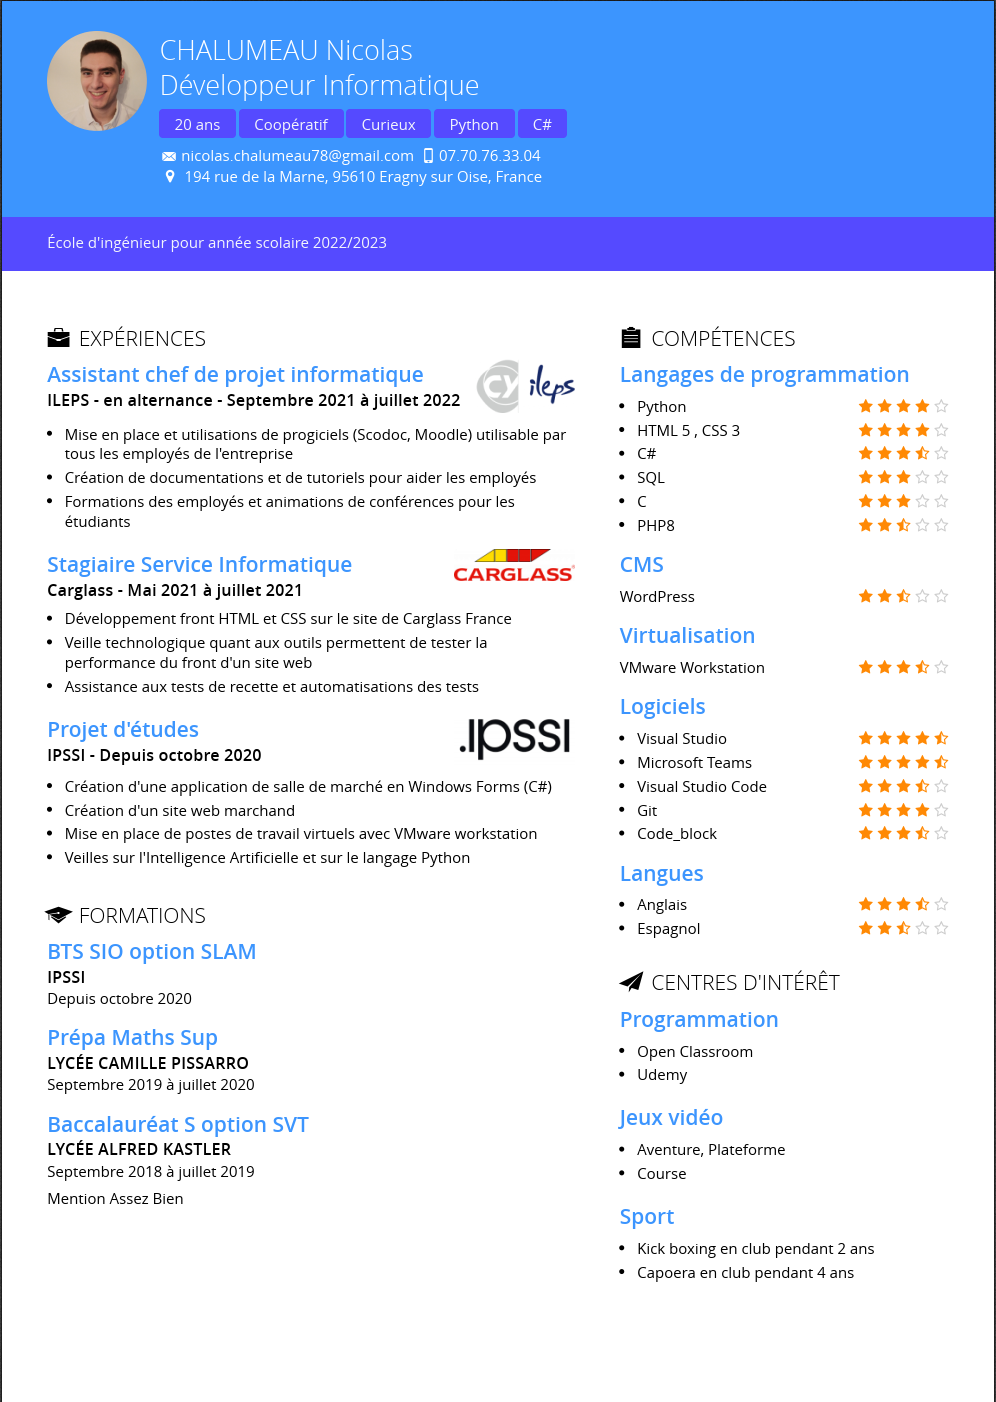 CHALUMEAU Nicolas
Développeur Informatique
20 ans Coopératif Curieux Python C#
nicolas.chalumeau78@gmail.com 07.70.76.33.04
194 rue de la Marne, 95610 Eragny sur Oise, France
École d'ingénieur pour année scolaire 2022/2023
EXPÉRIENCES
Assistant chef de projet informatique
CY ileps
ILEPS - en alternance - Septembre 2021 à juillet 2022
Mise en place et utilisations de progiciels (Scodoc, Moodle) utilisable par
tous les employés de l'entreprise
Création de documentations et de tutoriels pour aider les employés
Formations des employés et animations de conférences pour les
étudiants
Stagiaire Service Informatique
CARGLASS®
Carglass - Mai 2021 à juillet 2021
Développement front HTML et CSS sur le site de Carglass France
Veille technologique quant aux outils permettent de tester la
performance du front d'un site web
Assistance aux tests de recette et automatisations des tests
Projet d'études
.IPSSI
IPSSI - Depuis octobre 2020
Création d'une application de salle de marché en Windows Forms (C#)
Création d'un site web marchand
Mise en place de postes de travail virtuels avec VMware workstation
Veilles sur l'Intelligence Artificielle et sur le langage Python
FORMATIONS
BTS SIO option SLAM
IPSSI
Depuis octobre 2020
Prépa Maths Sup
LYCÉE CAMILLE PISSARRO
Septembre 2019 à juillet 2020
Baccalauréat S option SVT
LYCÉE ALFRED KASTLER
Septembre 2018 à juillet 2019
Mention Assez Bien
COMPÉTENCES
Langages de programmation
Python
HTML 5 , CSS 3
C#
SQL
C
PHP8
CMS
WordPress
Virtualisation
VMware Workstation
Logiciels
Visual Studio
Microsoft Teams
Visual Studio Code
Git
Code_block
Langues
Anglais
Espagnol
CENTRES D'INTÉRÊT
Programmation
Open Classroom
Udemy
Jeux vidéo
Aventure, Plateforme
Course
Sport
Kick boxing en club pendant 2 ans
Capoera en club pendant 4 ans